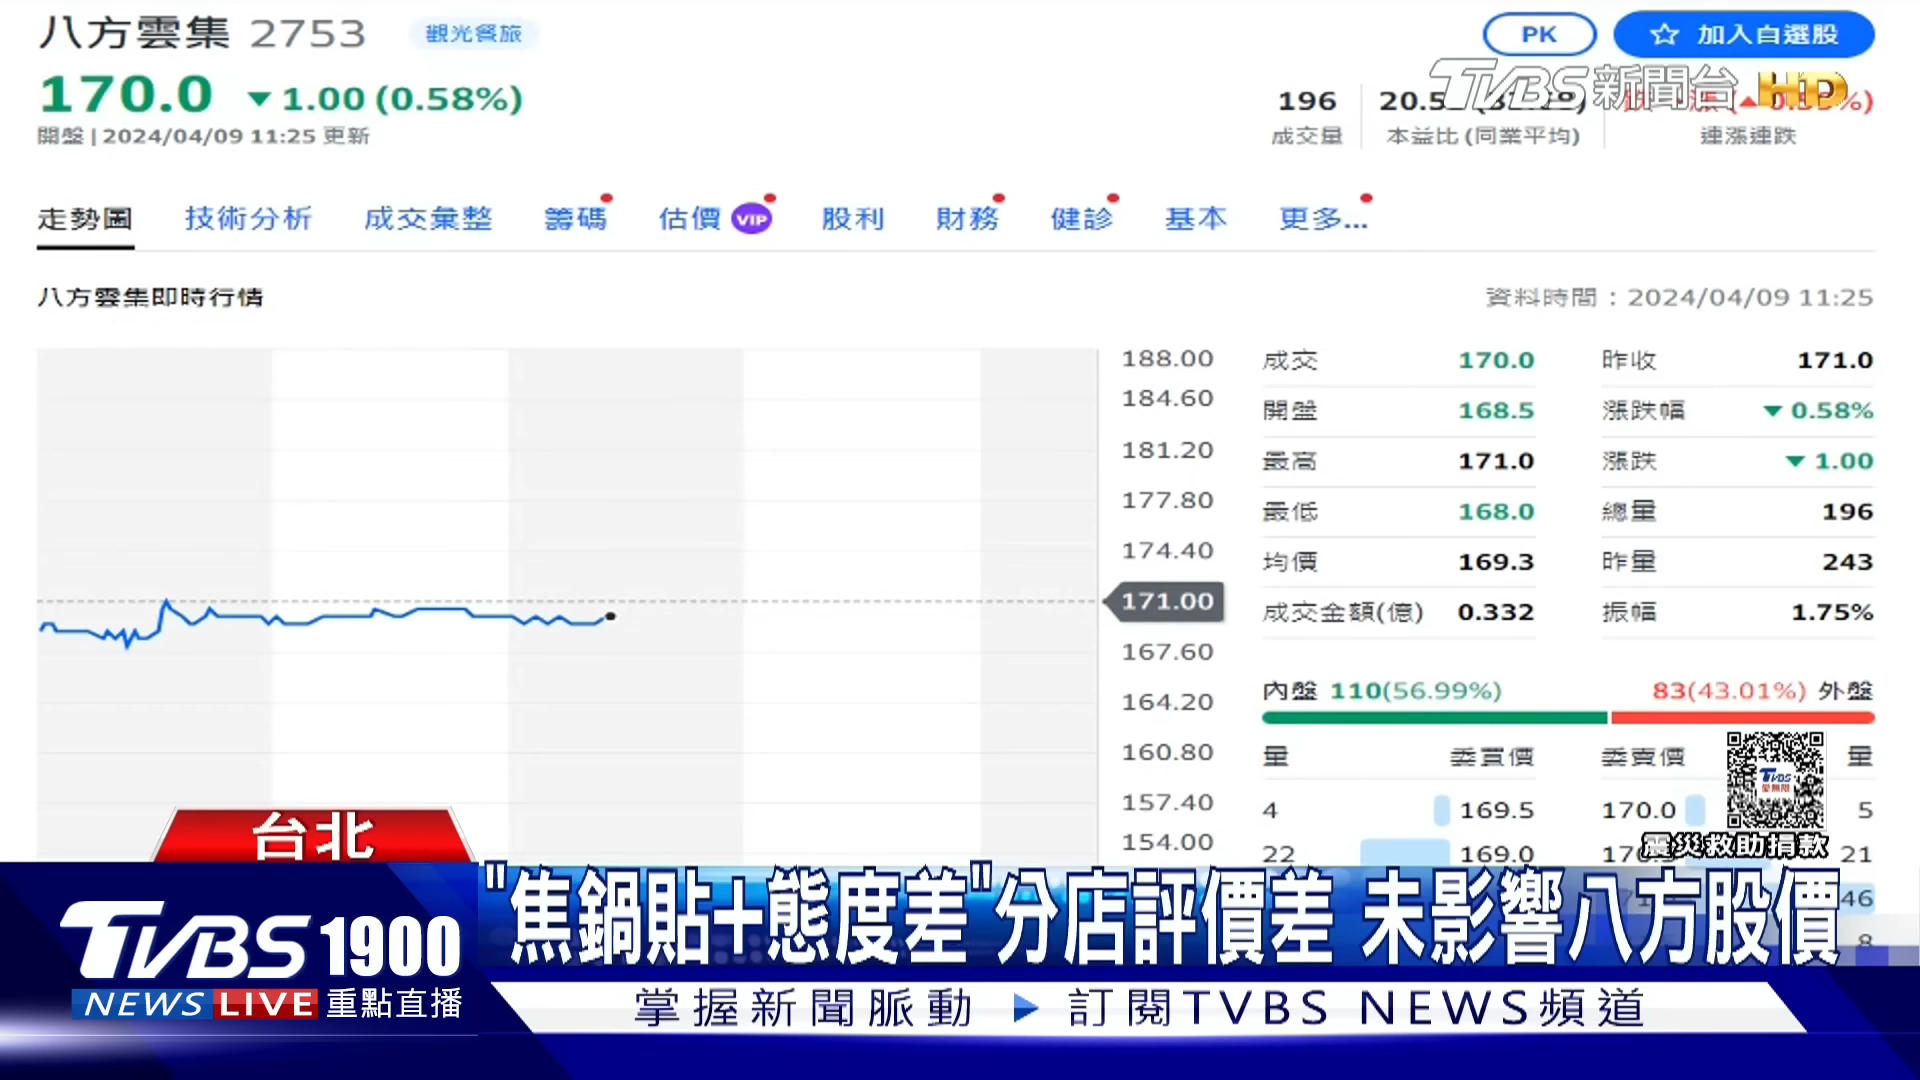 八方雲集 2753 觀光餐旅
PK ☆ 加入自選股
170.0 ▼ 1.00 (0.58%)
TVBS新聞台 HD
196
開盤 | 2024/04/09 11:25 更新
成交量 本益比 (同業平均) 連漲連跌
走勢圖 技術分析 成交彙整 籌碼 估價 VIP 股利 財務 健診 基本 更多...
八方雲集即時行情
資料時間：2024/04/09 11:25
188.00
184.60
181.20
177.80
174.40
171.00
167.60
164.20
160.80
157.40
154.00
成交 170.0 昨收 171.0
開盤 168.5 漲跌幅 ▼ 0.58%
最高 171.0 漲跌 ▼ 1.00
最低 168.0 總量 196
均價 169.3 昨量 243
成交金額(億) 0.332 振幅 1.75%
內盤 110(56.99%) 83(43.01%) 外盤
量 委買價 委賣價 量
4 169.5 170.0 5
22 169.0 21
46
8
TVBS
震災救助捐款
台北
"焦鍋貼+態度差"分店評價差 未影響八方股價
TVBS 1900
NEWS LIVE 重點直播
掌握新聞脈動 ▶ 訂閱TVBS NEWS頻道